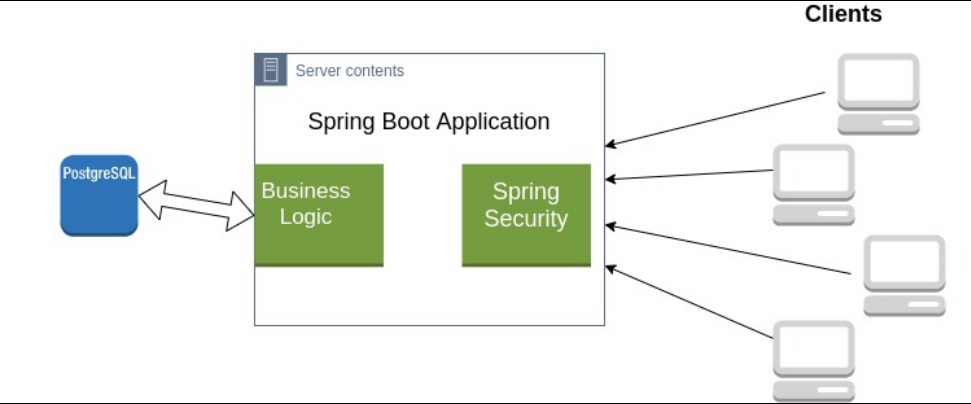 Clients
Server contents
Spring Boot Application
PostgreSQL
Business
Logic
Spring
Security